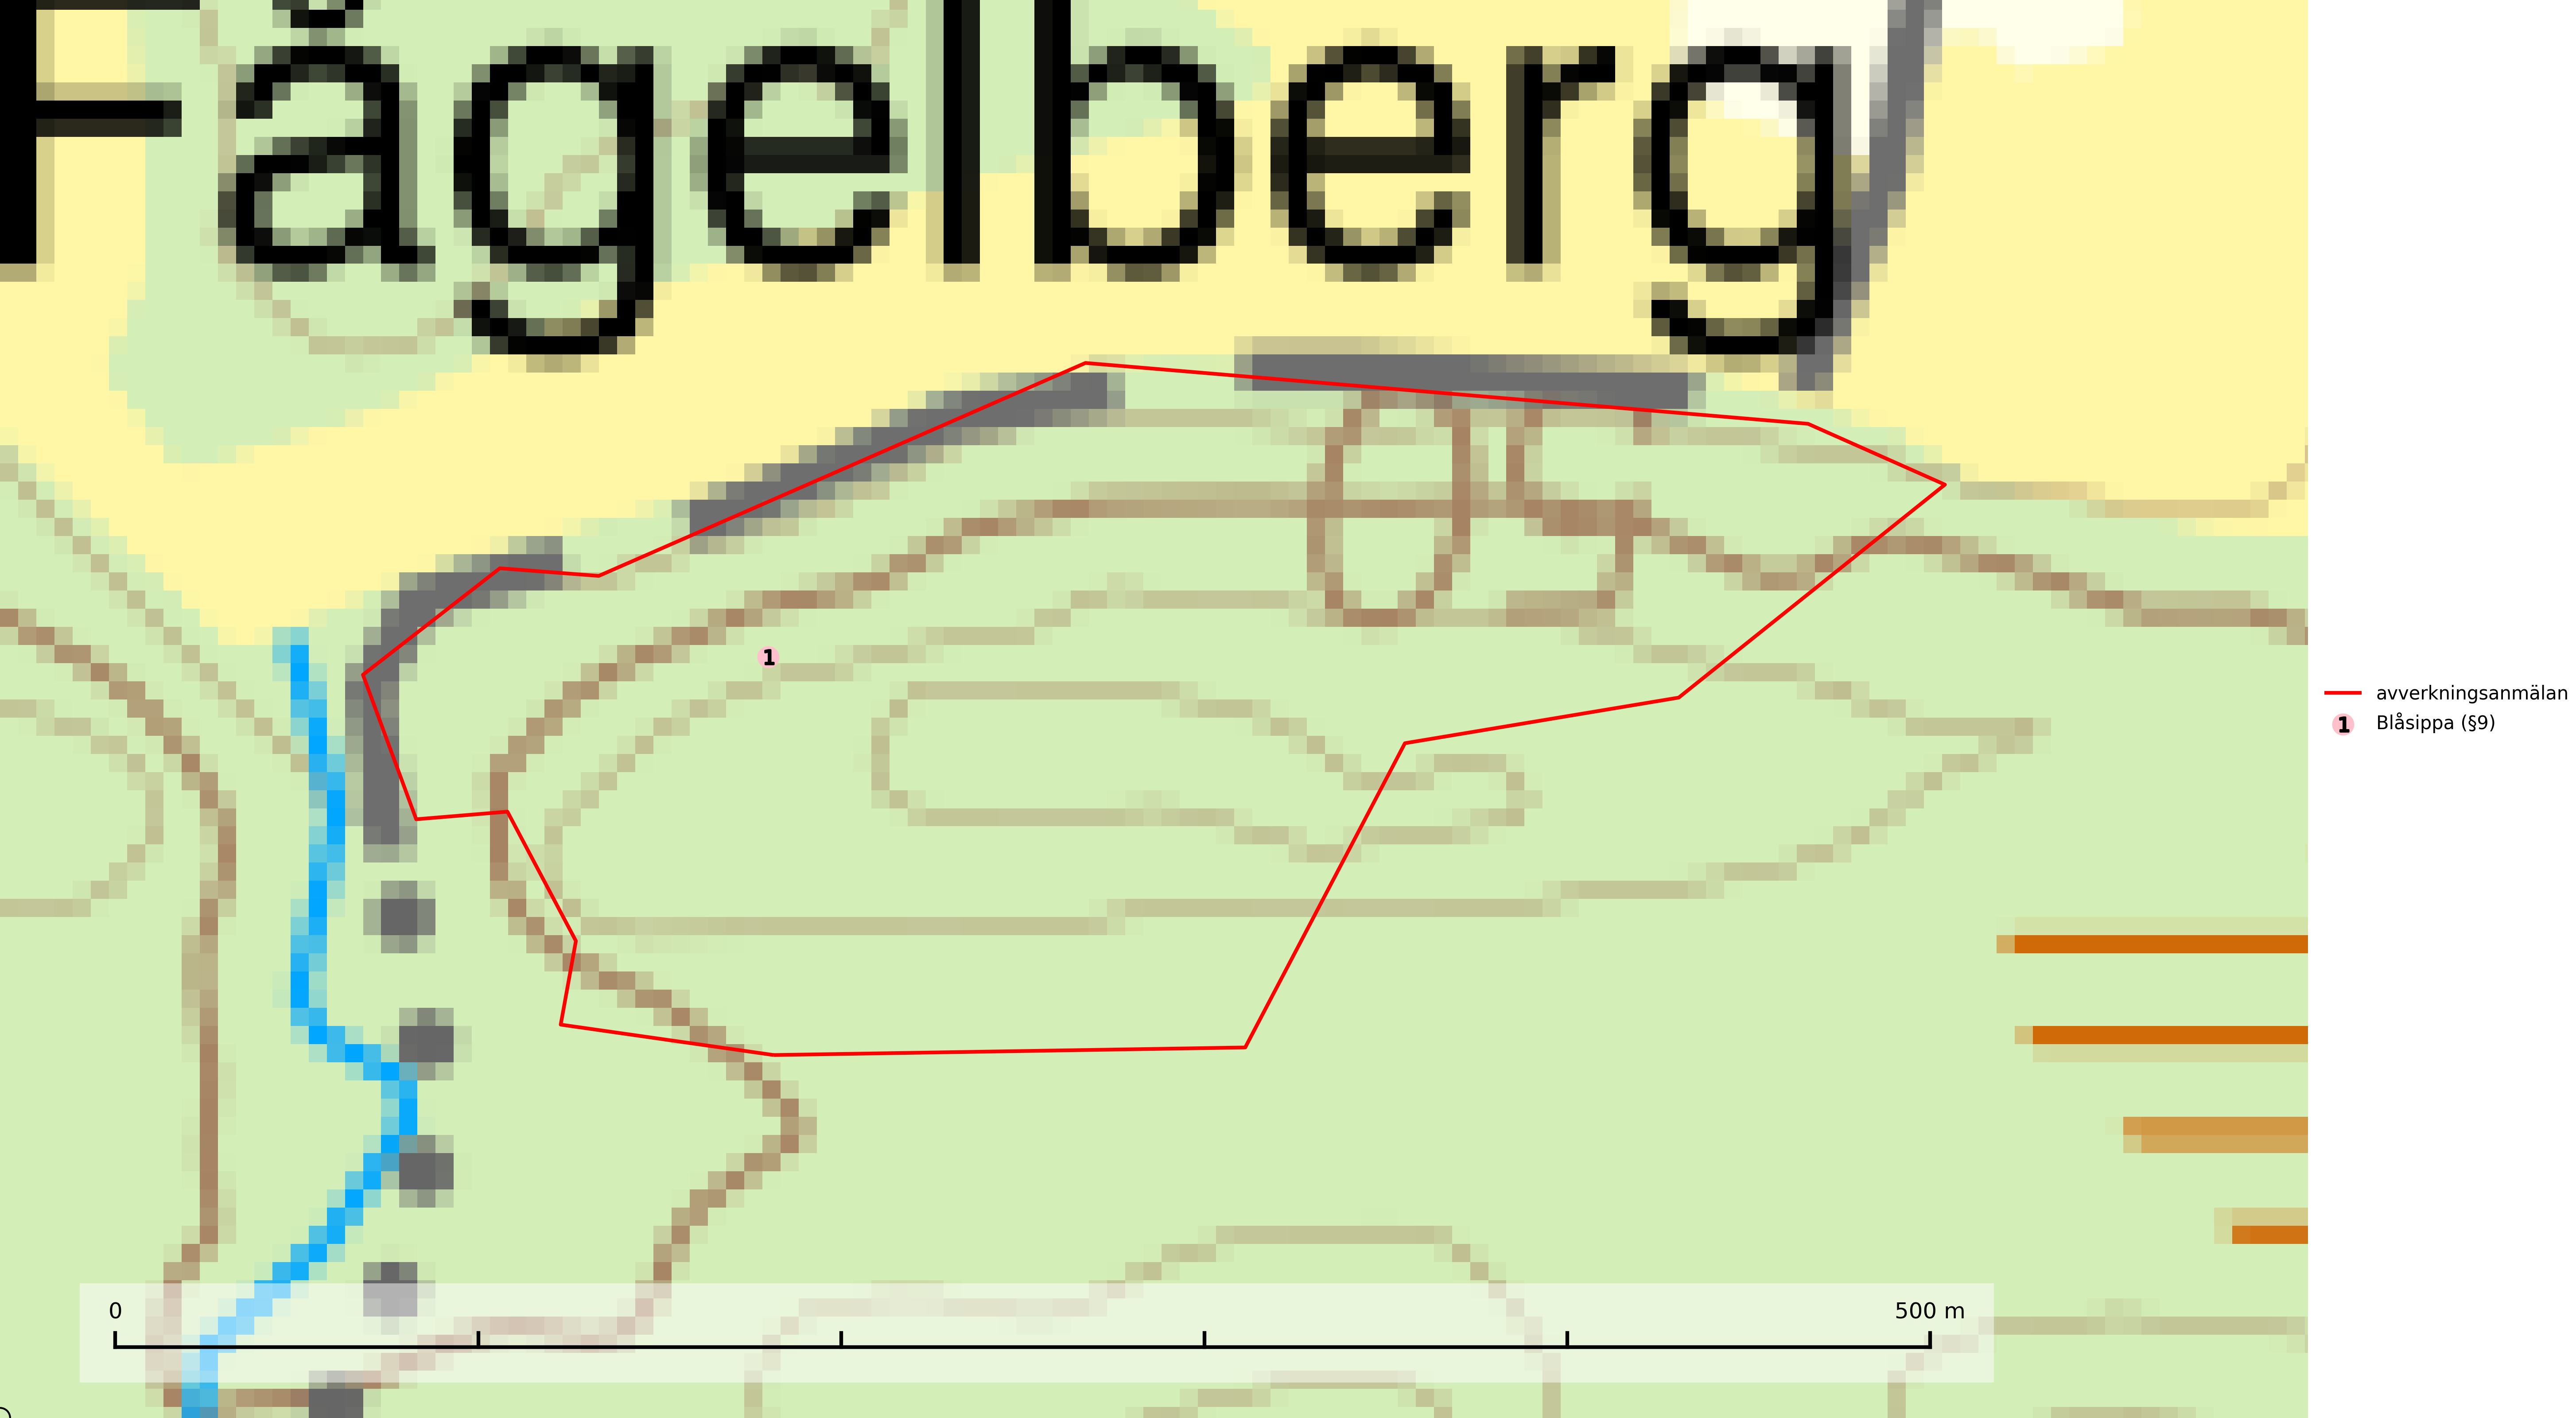 Fågelberg
1
avverkningsanmälan
1 Blåsippa (§9)
0 500 m